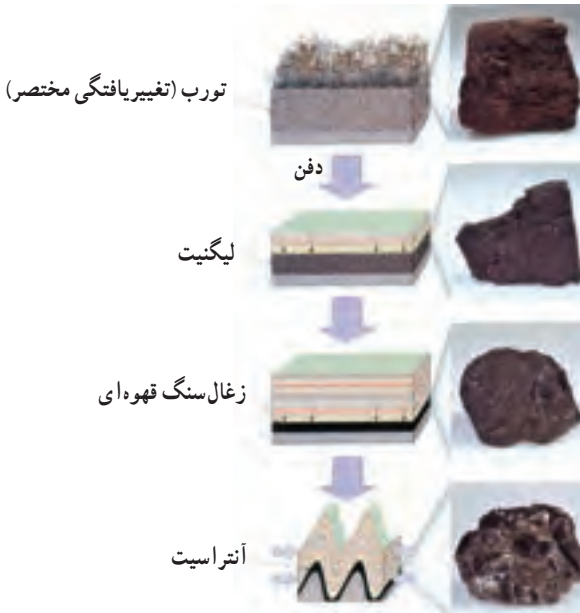 تورب (تغییریافتگی مختصر)
دفن
لیگنیت
زغال‌سنگ قهوه‌ای
آنتراسیت